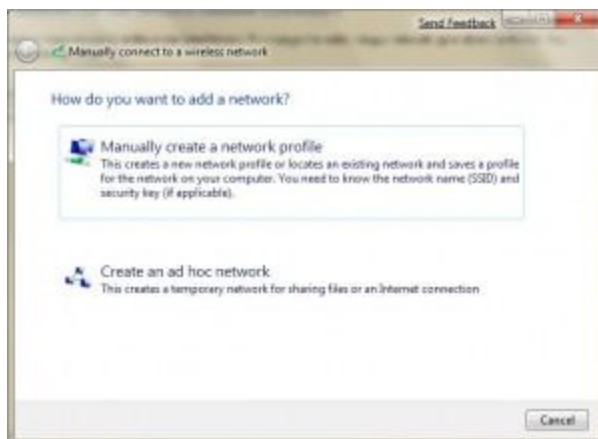 Send Feedback
Manually connect to a wireless network
How do you want to add a network?
Manually create a network profile
This creates a new network profile or locates an existing network and saves a profile
for the network on your computer. You need to know the network name (SSID) and
security key (if applicable).
Create an ad hoc network
This creates a temporary network for sharing files or an Internet connection
Cancel